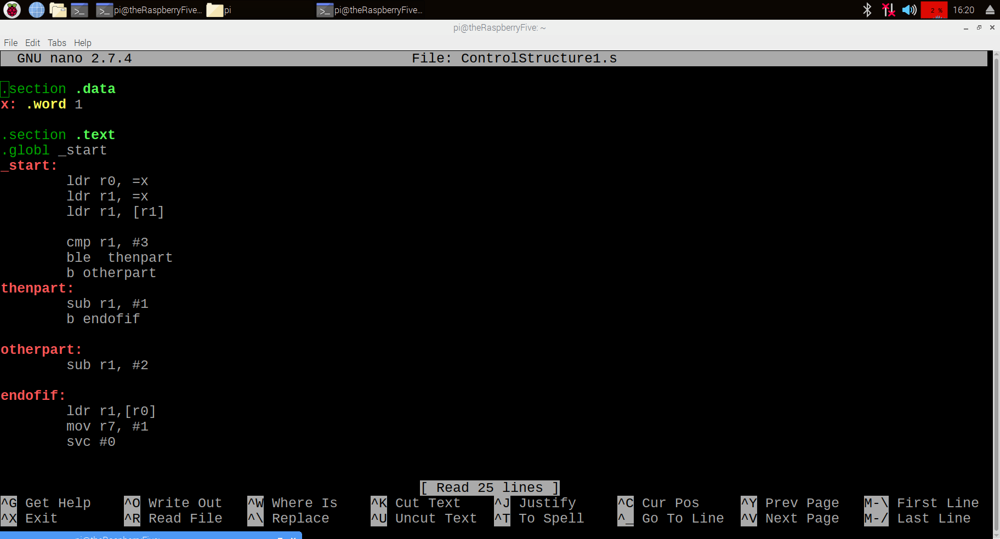 pi@theRaspberryFive... pi pi@theRaspberryFive... 2 % 16:20
pi@theRaspberryFive: ~
File Edit Tabs Help
GNU nano 2.7.4 File: ControlStructure1.s
.section .data
x: .word 1
.section .text
.globl _start
_start:
ldr r0, =x
ldr r1, =x
ldr r1, [r1]
cmp r1, #3
ble  thenpart
b otherpart
thenpart:
sub r1, #1
b endofif
otherpart:
sub r1, #2
endofif:
ldr r1,[r0]
mov r7, #1
svc #0
[ Read 25 lines ]
^G Get Help ^O Write Out ^W Where Is ^K Cut Text ^J Justify ^C Cur Pos ^Y Prev Page M-\ First Line
^X Exit ^R Read File ^\ Replace ^U Uncut Text ^T To Spell ^_ Go To Line ^V Next Page M-/ Last Line
pi@theRaspberryFive: